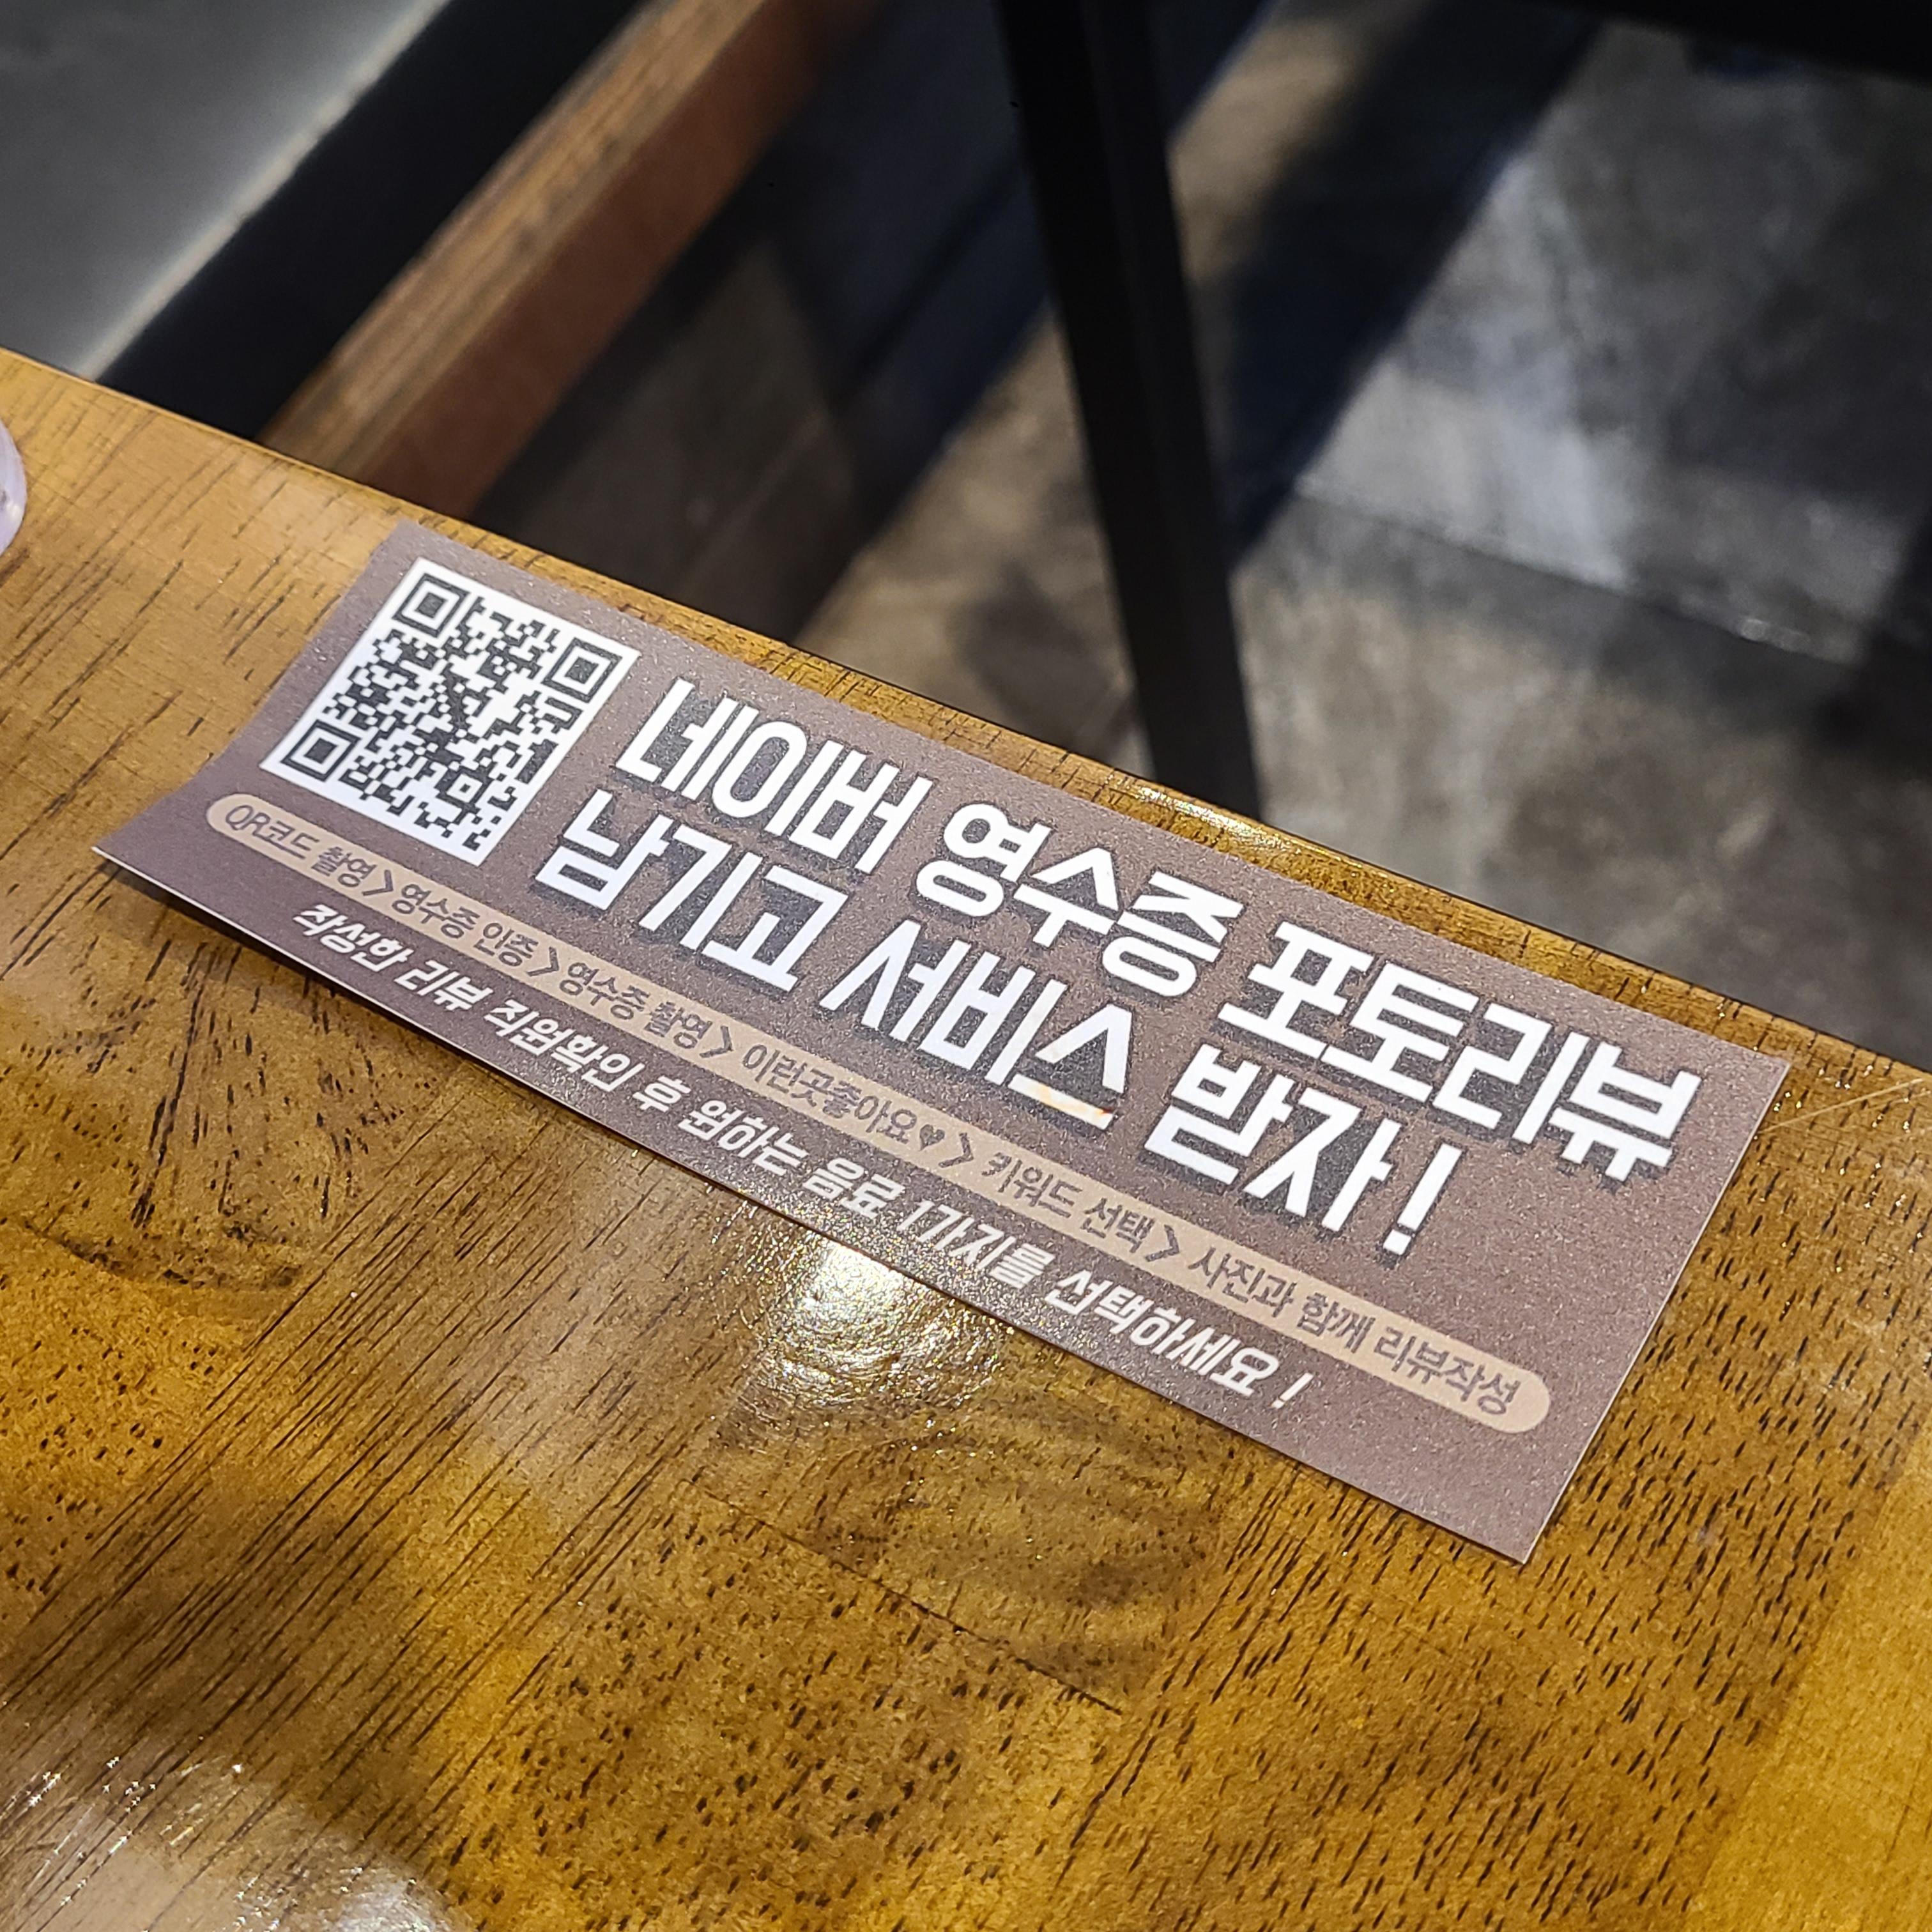 네이버 영수증 포토리뷰
남기고 서비스 받자!
QR코드 촬영 > 영수증 인증 > 영수증 촬영 > 이런곳좋아요♥ > 키워드 선택 > 사진과 함께 리뷰작성
작성한 리뷰 직원확인 후 원하는 음료 1가지를 선택하세요!